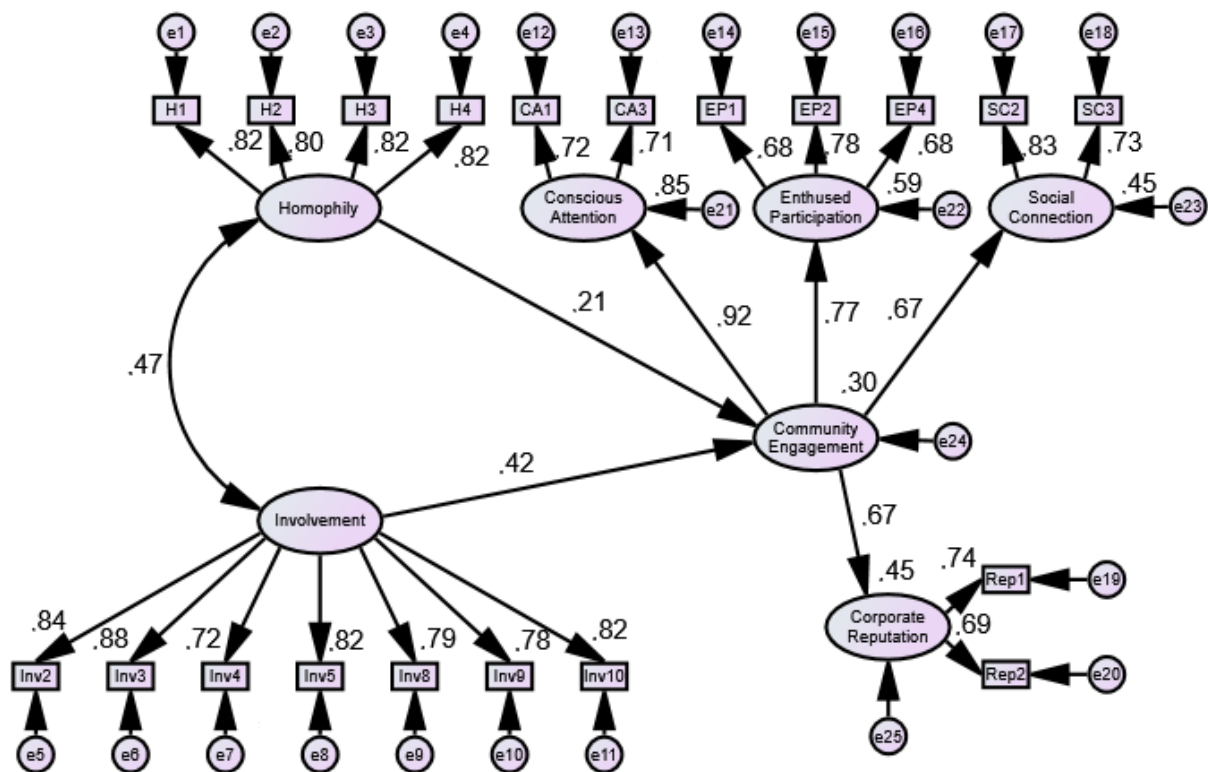 e1
e2
e3
e4
e12
e13
e14
e15
e16
e17
e18
H1
H2
H3
H4
CA1
CA3
EP1
EP2
EP4
SC2
SC3
.82
.80
.82
.82
.72
.71
.68
.78
.68
.83
.73
Homophily
Conscious
Attention
.85
e21
Enthused
Participation
.59
e22
Social
Connection
.45
e23
.21
.92
.77
.67
.47
.30
Community
Engagement
e24
.42
Involvement
.67
.84
.88
.72
.82
.79
.78
.82
.45
.74
Rep1
e19
Corporate
Reputation
.69
Rep2
e20
Inv2
Inv3
Inv4
Inv5
Inv8
Inv9
Inv10
e25
e5
e6
e7
e8
e9
e10
e11